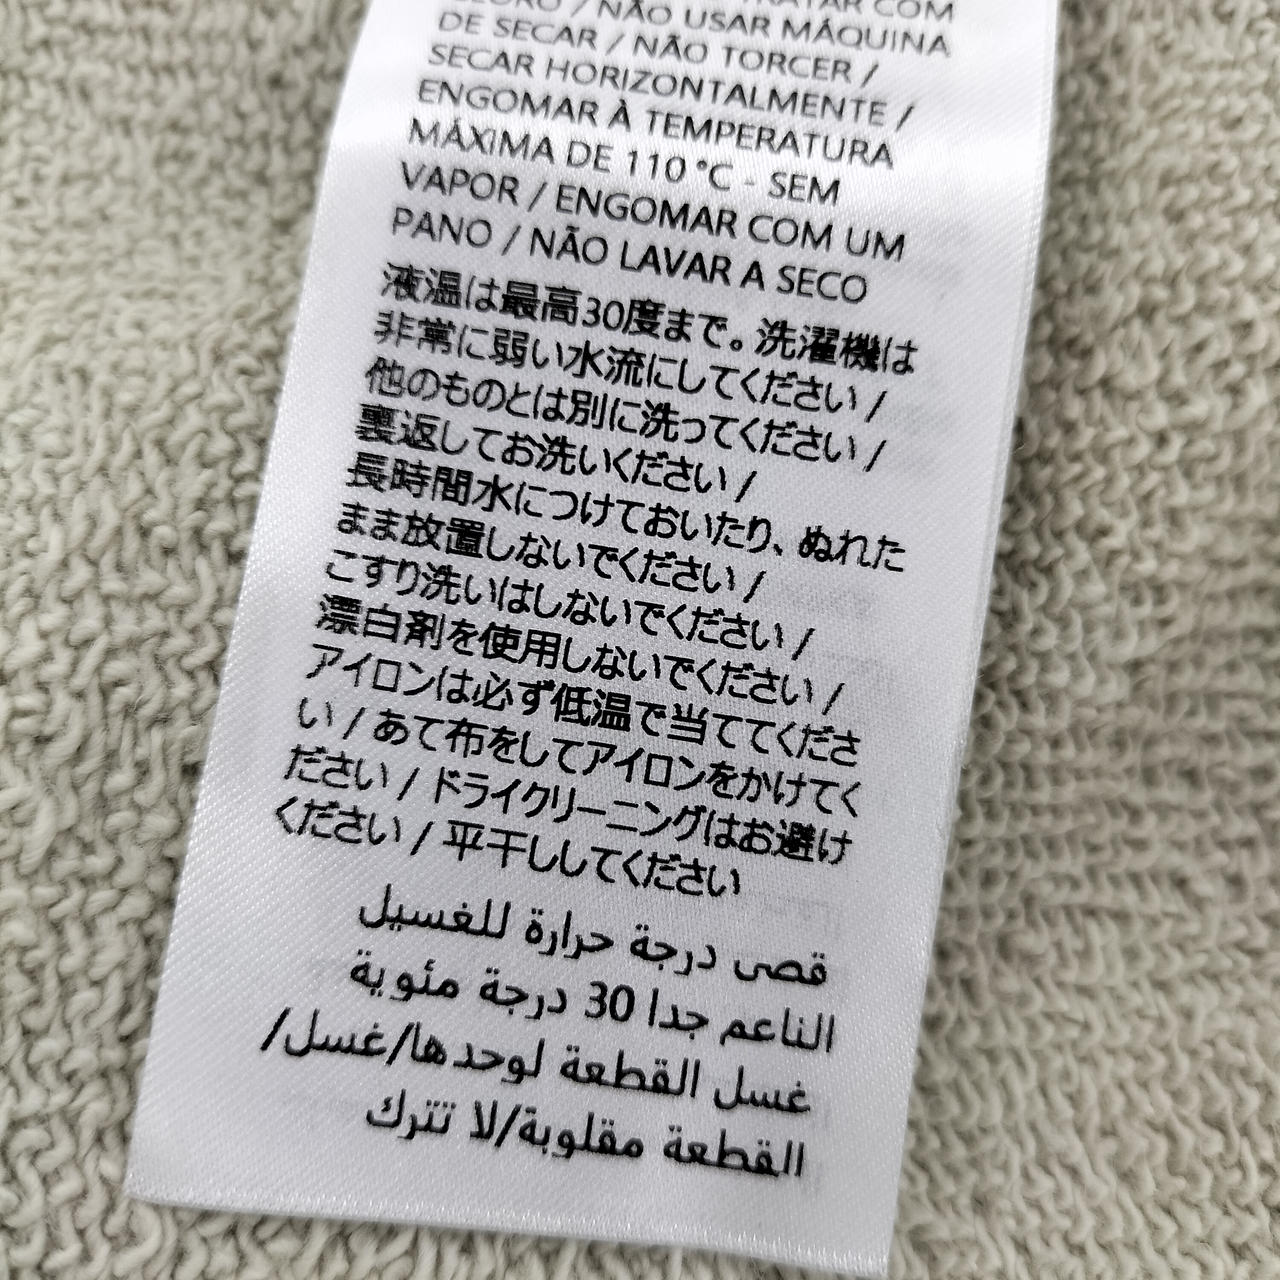 TRATAR COM
CLORO / NÃO USAR MÁQUINA
DE SECAR / NÃO TORCER /
SECAR HORIZONTALMENTE /
ENGOMAR À TEMPERATURA
MÁXIMA DE 110 °C - SEM
VAPOR / ENGOMAR COM UM
PANO / NÃO LAVAR A SECO
液温は最高30度まで。洗濯機は
非常に弱い水流にしてください /
他のものとは別に洗ってください /
裏返してお洗いください /
長時間水につけておいたり、ぬれた
まま放置しないでください /
こすり洗いはしないでください /
漂白剤を使用しないでください /
アイロンは必ず低温で当ててくださ
い / あて布をしてアイロンをかけてく
ださい / ドライクリーニングはお避け
ください / 平干ししてください
قصى درجة حرارة للغسيل
الناعم جدا 30 درجة مئوية
غسل القطعة لوحدها/غسل/
القطعة مقلوبة/لا تترك